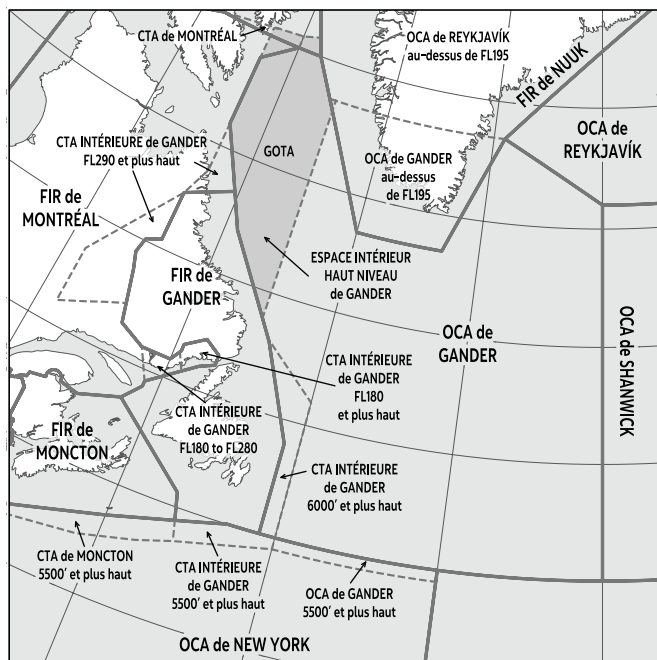 CTA de MONTRÉAL
OCA de REYKJAVÍK
au-dessus de FL195
FIR de NUUK
OCA de
REYKJAVÍK
CTA INTÉRIEURE de GANDER
FL290 et plus haut
GOTA
OCA de GANDER
au-dessus
de FL195
FIR de
MONTRÉAL
ESPACE INTÉRIEUR
HAUT NIVEAU
de GANDER
FIR de
GANDER
OCA de
GANDER
OCA de SHANWICK
CTA INTÉRIEURE
de GANDER
FL180
et plus haut
CTA INTÉRIEURE
de GANDER
FL180 to FL280
FIR de
MONCTON
CTA INTÉRIEURE
de GANDER
6000' et plus haut
CTA de MONCTON
5500' et plus haut
CTA INTÉRIEURE
de GANDER
5500' et plus haut
OCA de GANDER
5500' et plus haut
OCA de NEW YORK